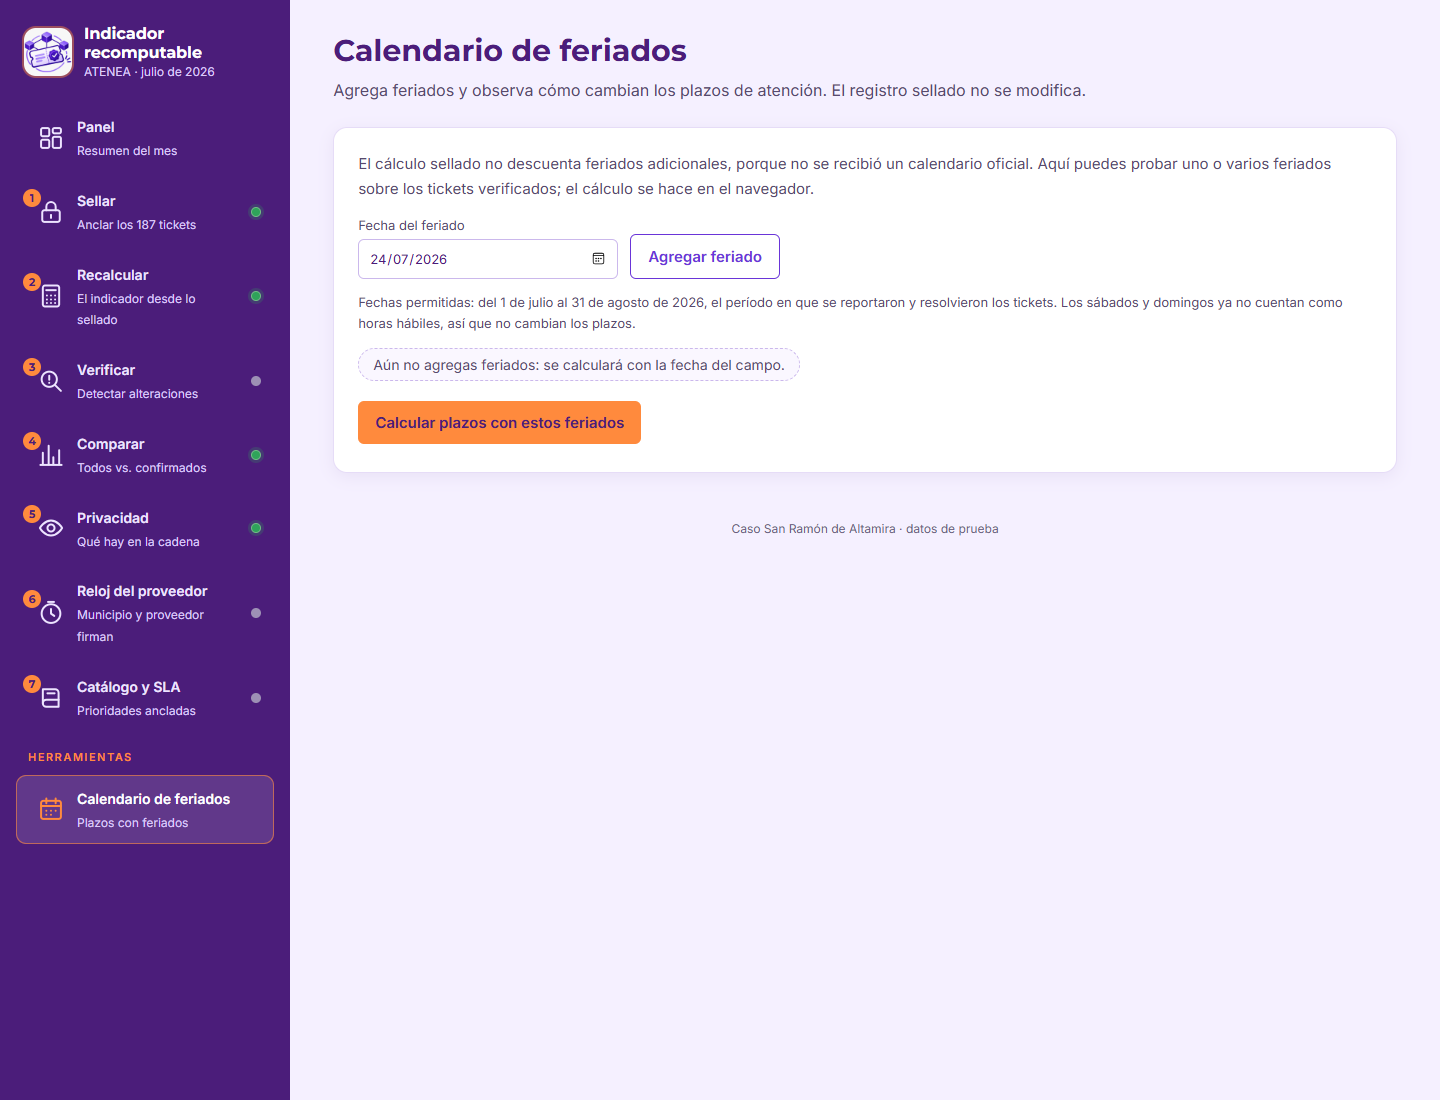 Indicador
recomputable
ATENEA · julio de 2026
Panel
Resumen del mes
1
Sellar
Anclar los 187 tickets
2
Recalcular
El indicador desde lo
sellado
3
Verificar
Detectar alteraciones
4
Comparar
Todos vs. confirmados
5
Privacidad
Qué hay en la cadena
6
Reloj del proveedor
Municipio y proveedor
firman
7
Catálogo y SLA
Prioridades ancladas
HERRAMIENTAS
Calendario de feriados
Plazos con feriados
Calendario de feriados
Agrega feriados y observa cómo cambian los plazos de atención. El registro sellado no se modifica.
El cálculo sellado no descuenta feriados adicionales, porque no se recibió un calendario oficial. Aquí puedes probar uno o varios feriados
sobre los tickets verificados; el cálculo se hace en el navegador.
Fecha del feriado
24/07/2026
Agregar feriado
Fechas permitidas: del 1 de julio al 31 de agosto de 2026, el período en que se reportaron y resolvieron los tickets. Los sábados y domingos ya no cuentan como
horas hábiles, así que no cambian los plazos.
Aún no agregas feriados: se calculará con la fecha del campo.
Calcular plazos con estos feriados
Caso San Ramón de Altamira · datos de prueba